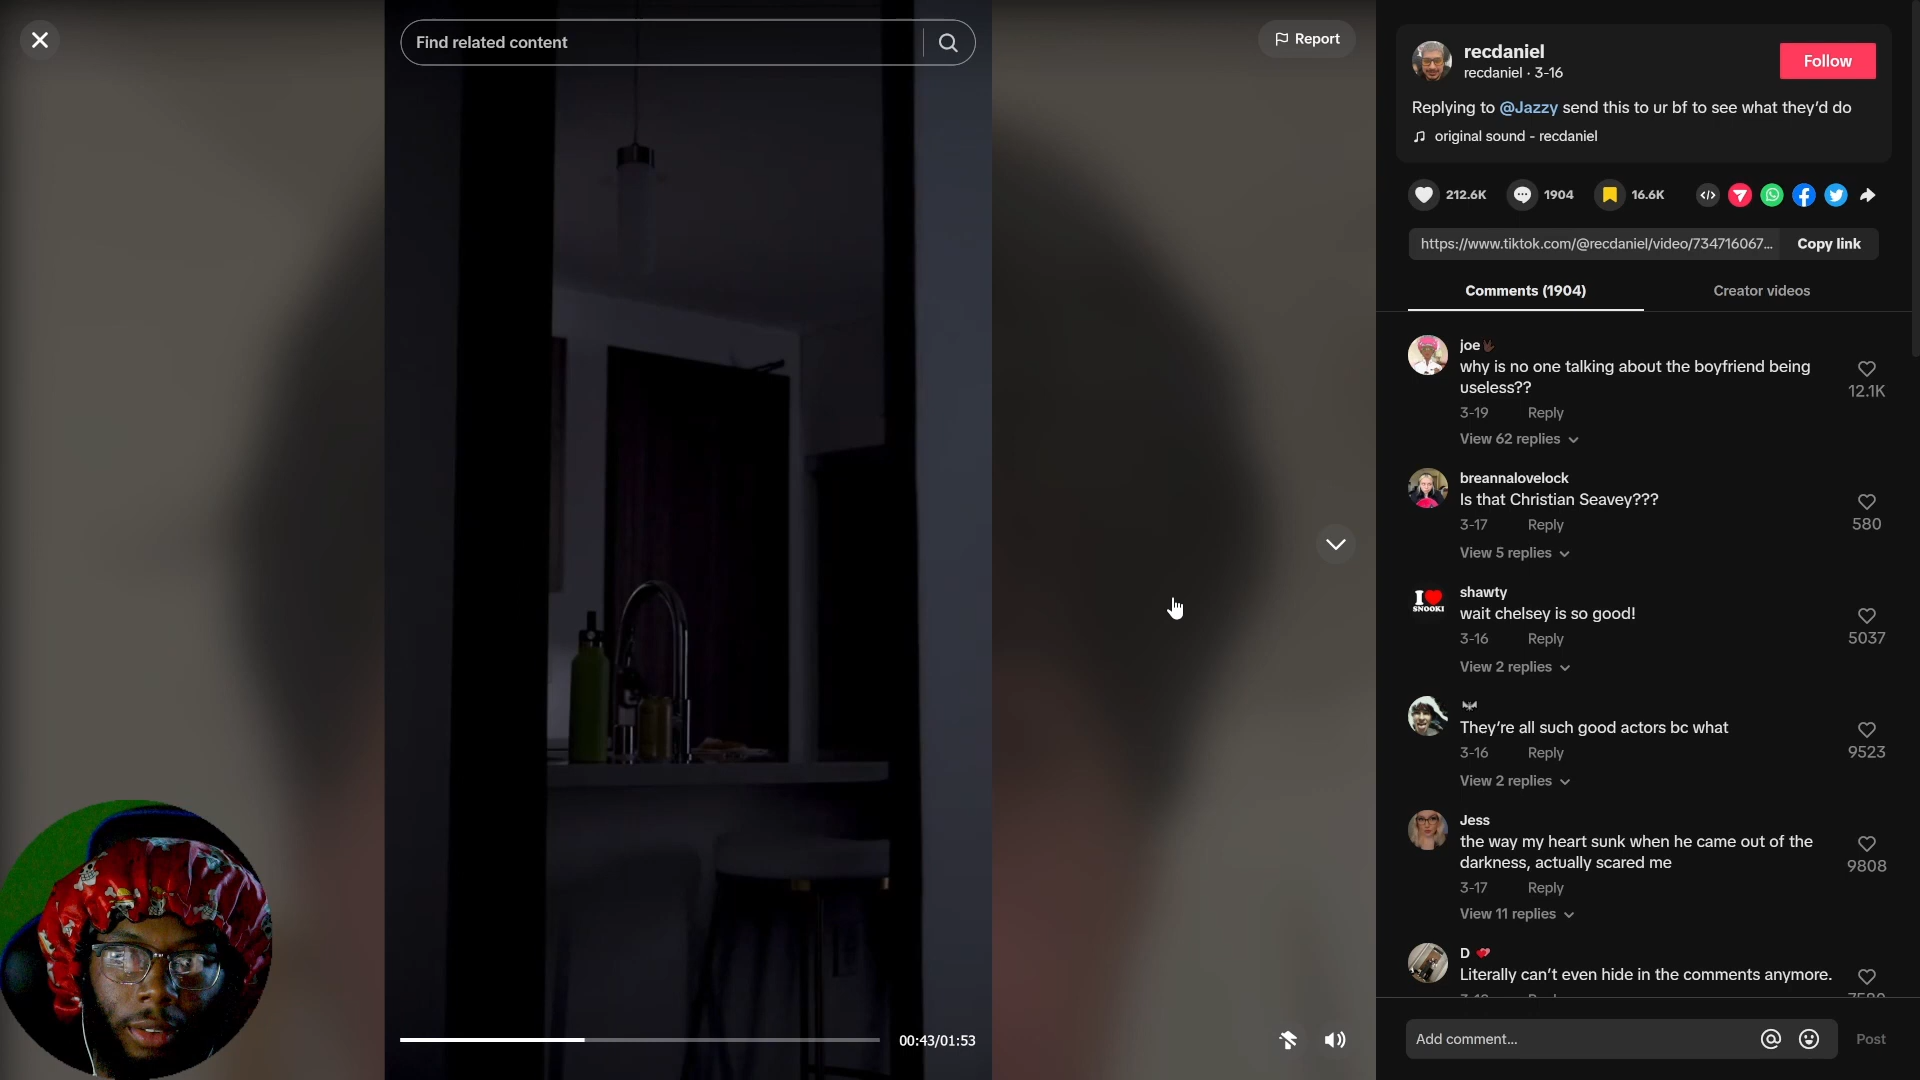 Find related content
Report
recdaniel
recdaniel · 3-16
Follow
Replying to @Jazzy send this to ur bf to see what they’d do
original sound - recdaniel
212.6K
1904
16.6K
https://www.tiktok.com/@recdaniel/video/734716067...
Copy link
Comments (1904)
Creator videos
joe
why is no one talking about the boyfriend being
useless??
12.1K
3-19 Reply
View 62 replies
breannalovelock
Is that Christian Seavey???
580
3-17 Reply
View 5 replies
I ❤ SNOOKI
shawty
wait chelsey is so good!
5037
3-16 Reply
View 2 replies
They’re all such good actors bc what
9523
3-16 Reply
View 2 replies
Jess
the way my heart sunk when he came out of the
darkness, actually scared me
9808
3-17 Reply
View 11 replies
D
Literally can’t even hide in the comments anymore.
00:43/01:53
Add comment...
Post